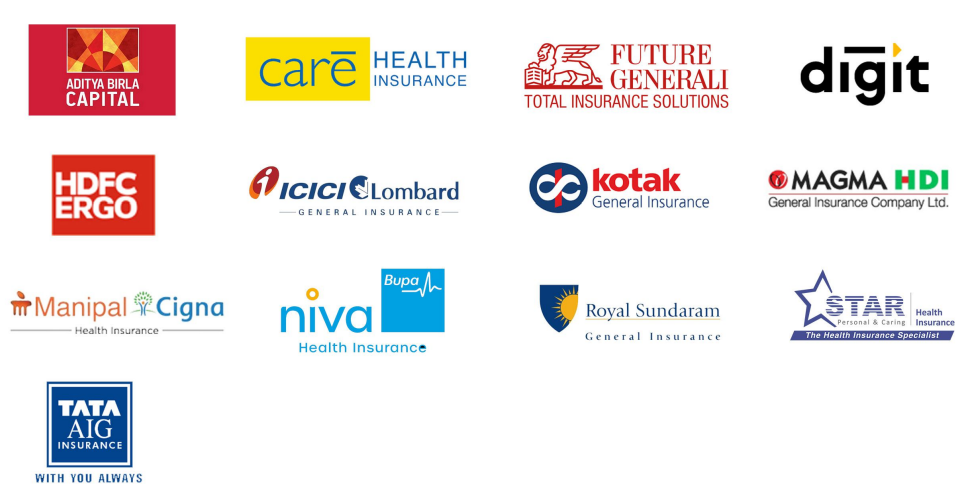 ADITYA BIRLA
CAPITAL
carē HEALTH
INSURANCE
FUTURE
GENERALI
TOTAL INSURANCE SOLUTIONS
digit
HDFC
ERGO
ICICI Lombard
GENERAL INSURANCE
kotak
General Insurance
MAGMA HDI
General Insurance Company Ltd.
Manipal Cigna
Health Insurance
niva
Bupa
Health Insurance
Royal Sundaram
General Insurance
STAR
Personal & Caring
Health
Insurance
The Health Insurance Specialist
TATA
AIG
INSURANCE
WITH YOU ALWAYS